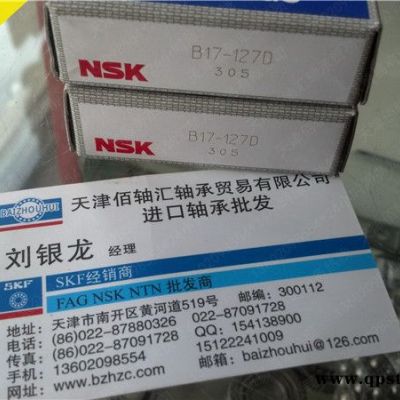 NSK
B17-127D
305
NSK
B17-127D
305
BAIZHOUHUI
天津佰轴汇轴承贸易有限公司
进口轴承批发
刘银龙 经理
SKF
SKF经销商
FAG NSK NTN 批发商
地址:天津市南开区黄河道519号 邮编:300112
电话:(86)022-87880326 022-87091728
传真:(86)022-87091728 QQ:154138900
手机:13602098554 15122241009
网址:www.bzhzc.com 邮箱:baizhouhui@126.com
www.qpst